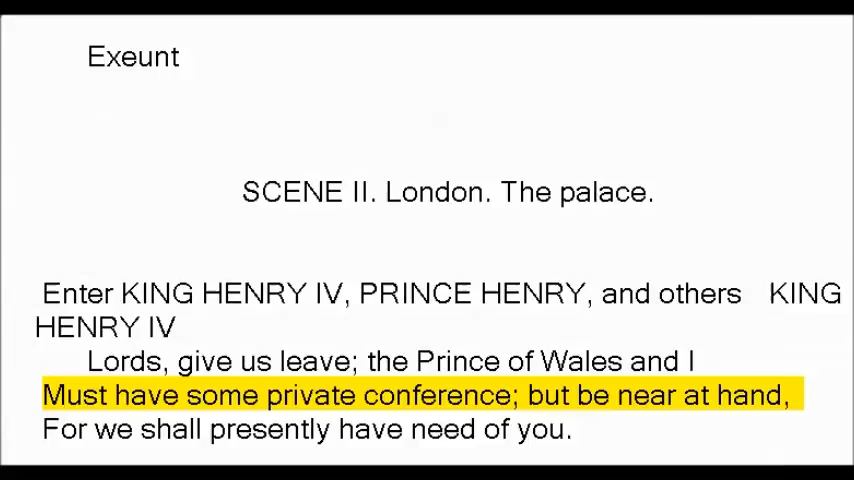 Exeunt
SCENE II. London. The palace.
Enter KING HENRY IV, PRINCE HENRY, and others KING
HENRY IV
Lords, give us leave; the Prince of Wales and I
Must have some private conference; but be near at hand,
For we shall presently have need of you.